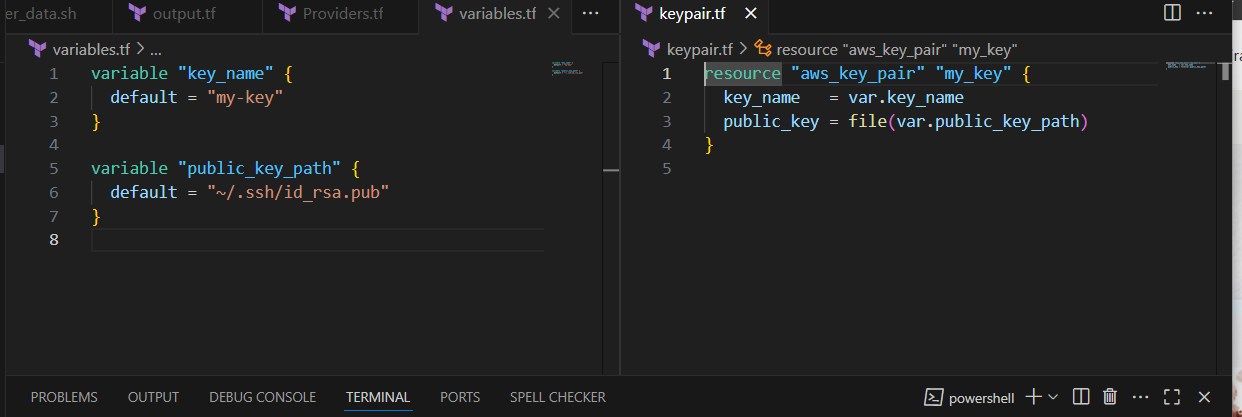 er_data.sh output.tf Providers.tf variables.tf ...
variables.tf > ...
1 variable "key_name" {
2 default = "my-key"
3 }
4
5 variable "public_key_path" {
6 default = "~/.ssh/id_rsa.pub"
7 }
8
keypair.tf
keypair.tf > resource "aws_key_pair" "my_key"
1 resource "aws_key_pair" "my_key" {
2 key_name = var.key_name
3 public_key = file(var.public_key_path)
4 }
5
PROBLEMS OUTPUT DEBUG CONSOLE TERMINAL PORTS SPELL CHECKER powershell